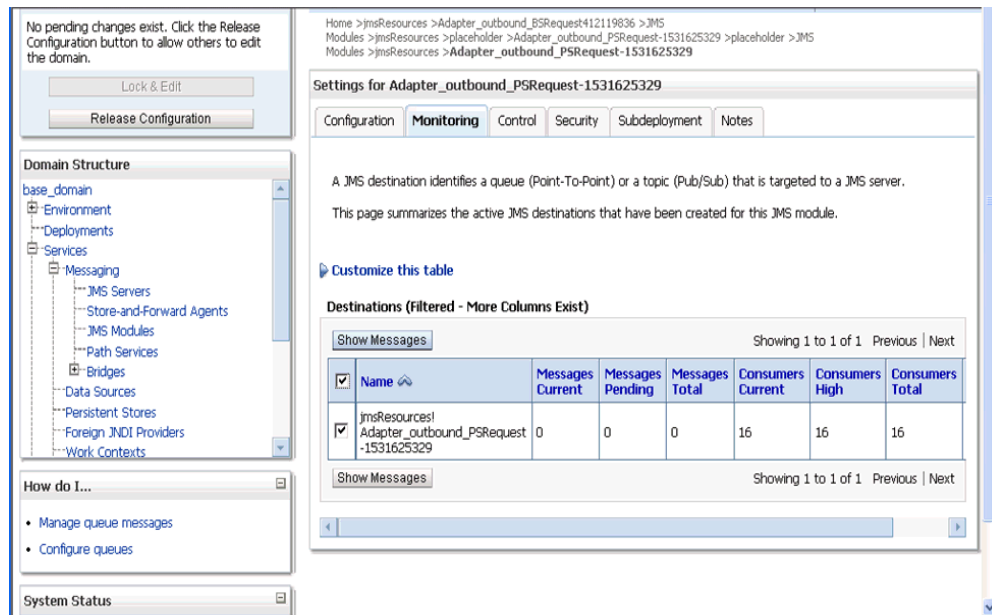 No pending changes exist. Click the Release
Configuration button to allow others to edit
the domain.
Lock & Edit
Release Configuration
Domain Structure
base_domain
Environment
Deployments
Services
Messaging
JMS Servers
Store-and-Forward Agents
JMS Modules
Path Services
Bridges
Data Sources
Persistent Stores
Foreign JNDI Providers
Work Contexts
How do I...
Manage queue messages
Configure queues
System Status
Home >jmsResources >Adapter_outbound_BSRequest412119836 >JMS
Modules >jmsResources >placeholder >Adapter_outbound_PSRequest-1531625329 >placeholder >JMS
Modules >jmsResources >Adapter_outbound_PSRequest-1531625329
Settings for Adapter_outbound_PSRequest-1531625329
Configuration Monitoring Control Security Subdeployment Notes
A JMS destination identifies a queue (Point-To-Point) or a topic (Pub/Sub) that is targeted to a JMS server.
This page summarizes the active JMS destinations that have been created for this JMS module.
Customize this table
Destinations (Filtered - More Columns Exist)
Show Messages Showing 1 to 1 of 1 Previous | Next
Name Messages Current Messages Pending Messages Total Consumers Current Consumers High Consumers Total
jmsResources!
Adapter_outbound_PSRequest 0 0 0 16 16 16
-1531625329
Show Messages Showing 1 to 1 of 1 Previous | Next